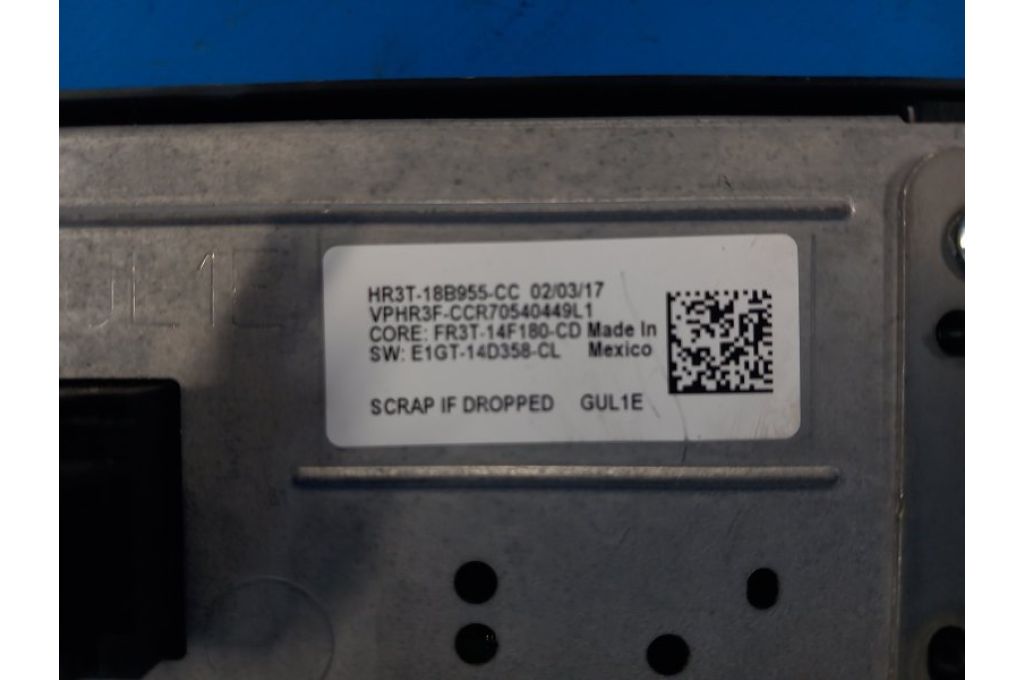 HR3T-18B955-CC 02/03/17
VPHR3F-CCR70540449L1
CORE: FR3T-14F180-CD Made In
SW: E1GT-14D358-CL Mexico
SCRAP IF DROPPED GUL1E